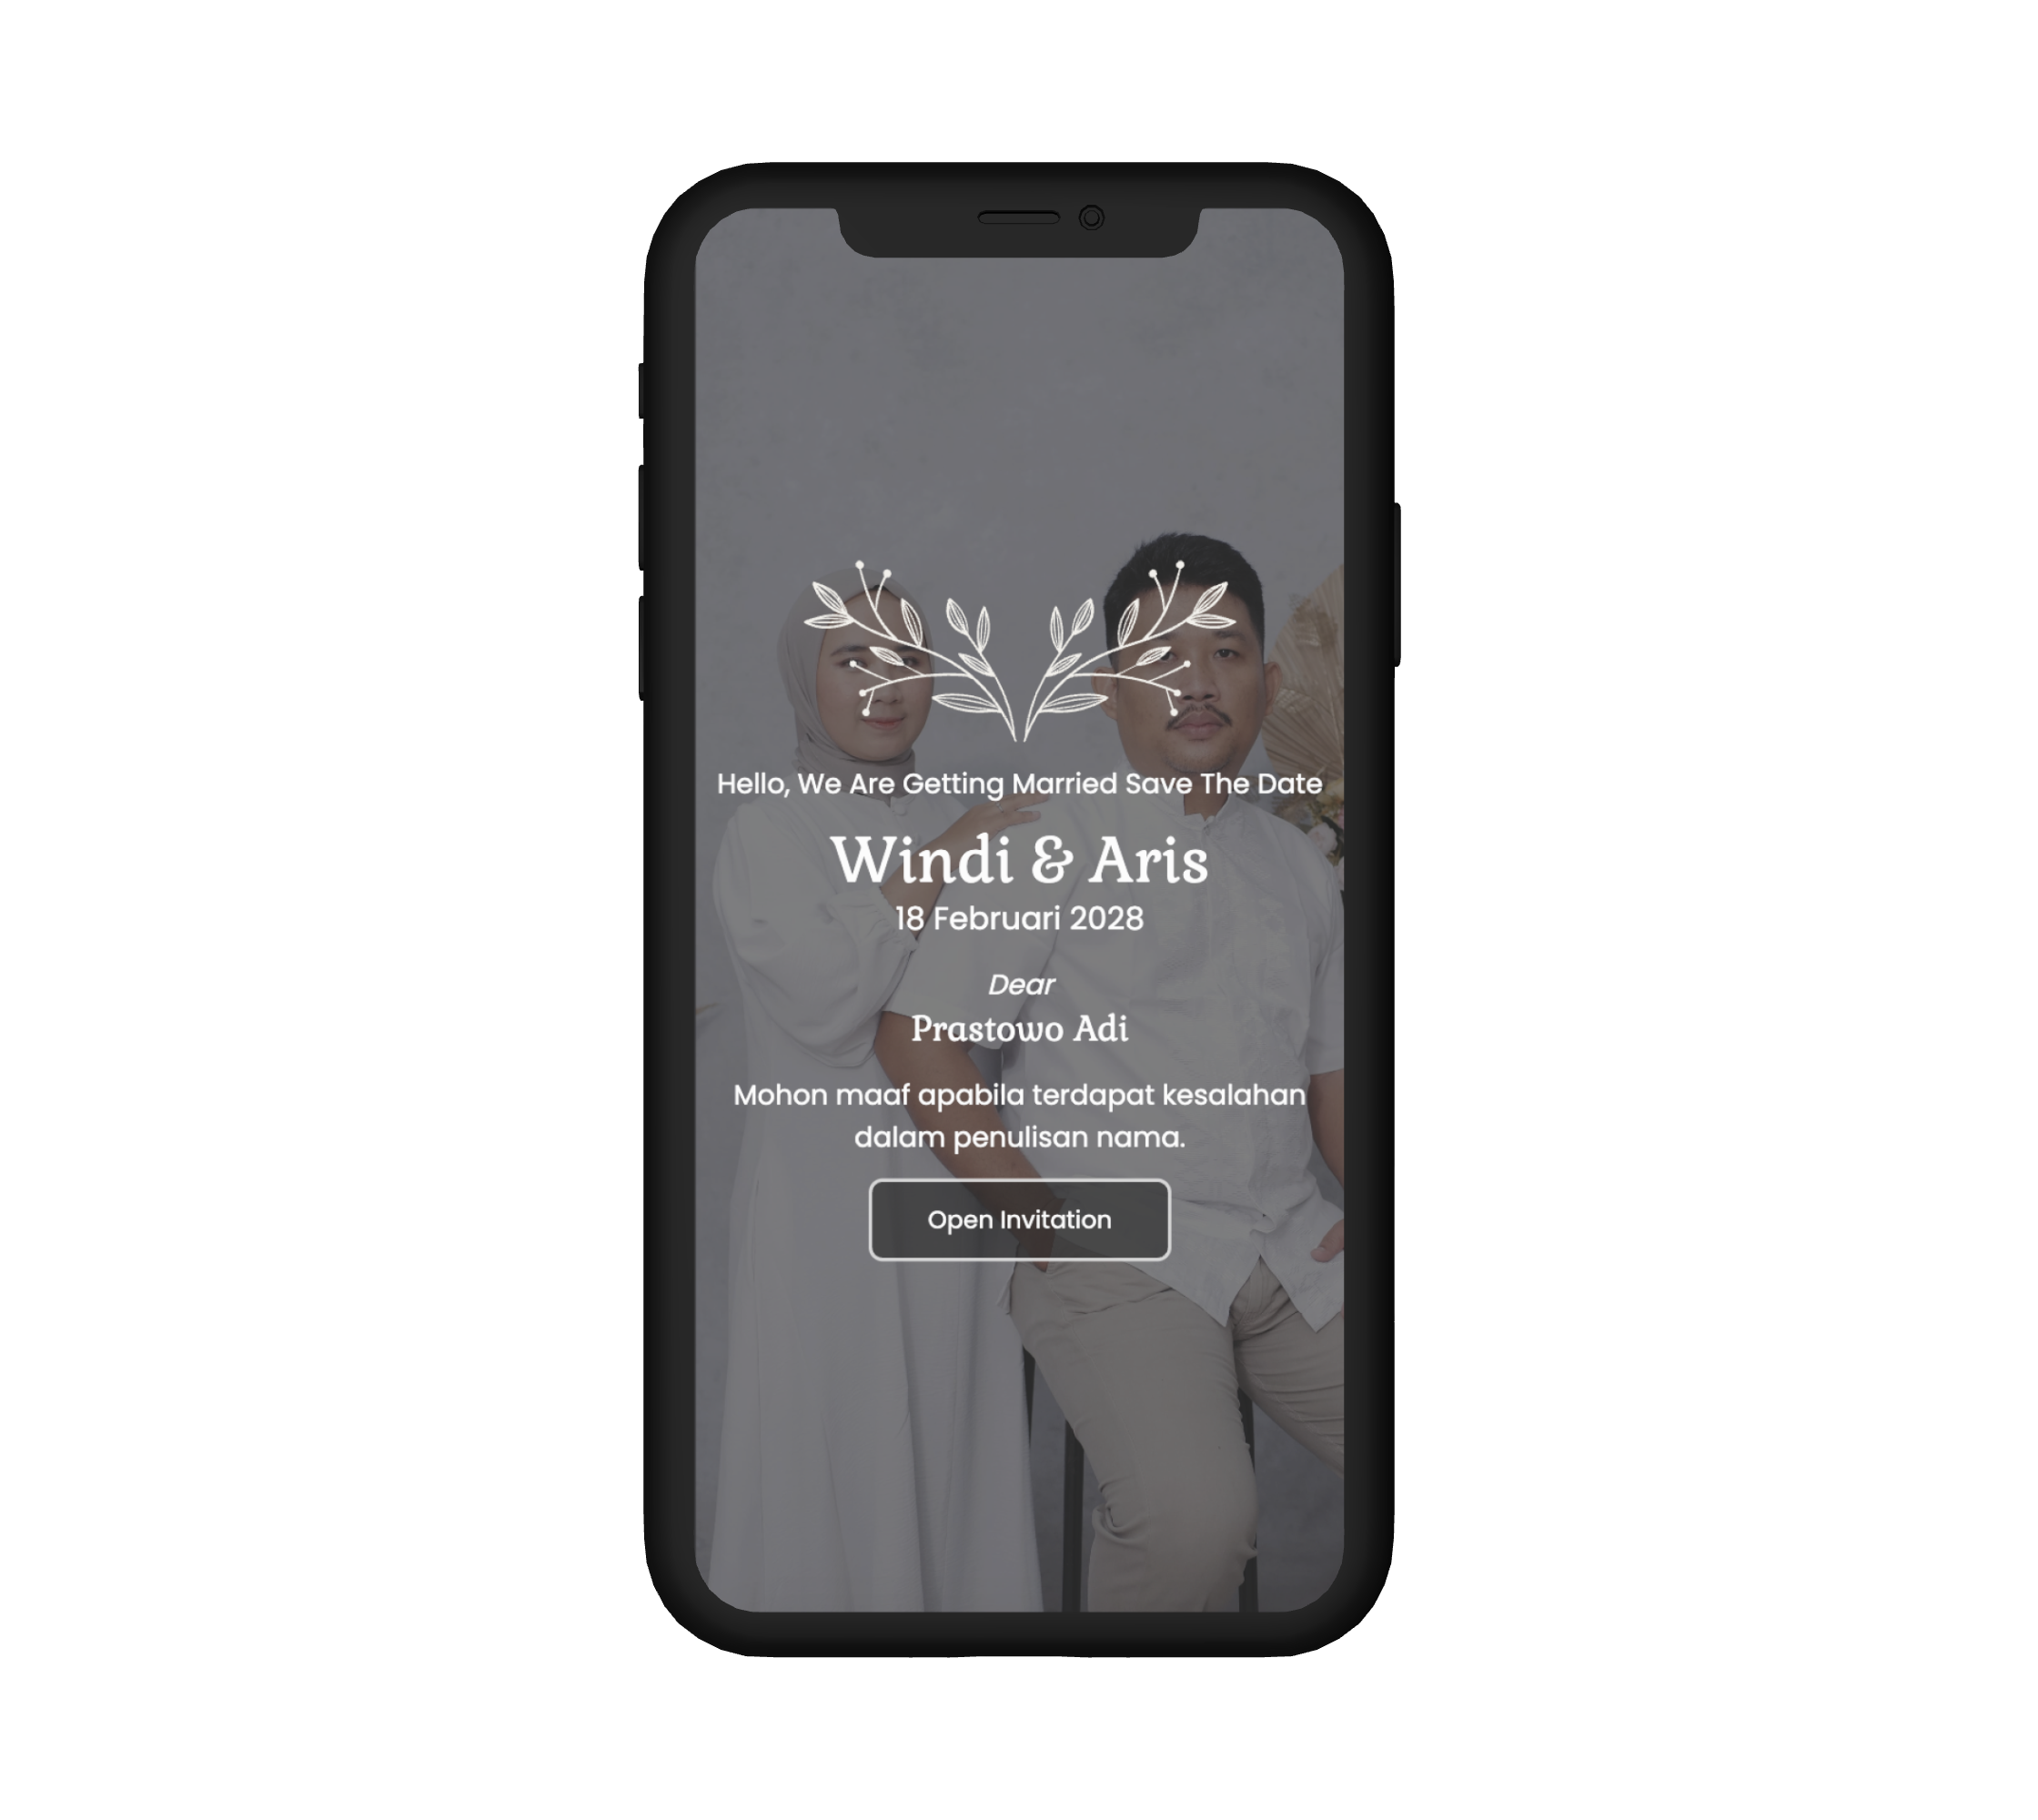 Hello, We Are Getting Married Save The Date
Windi & Aris
18 Februari 2028
Dear
Prastowo Adi
Mohon maaf apabila terdapat kesalahan
dalam penulisan nama.
Open Invitation